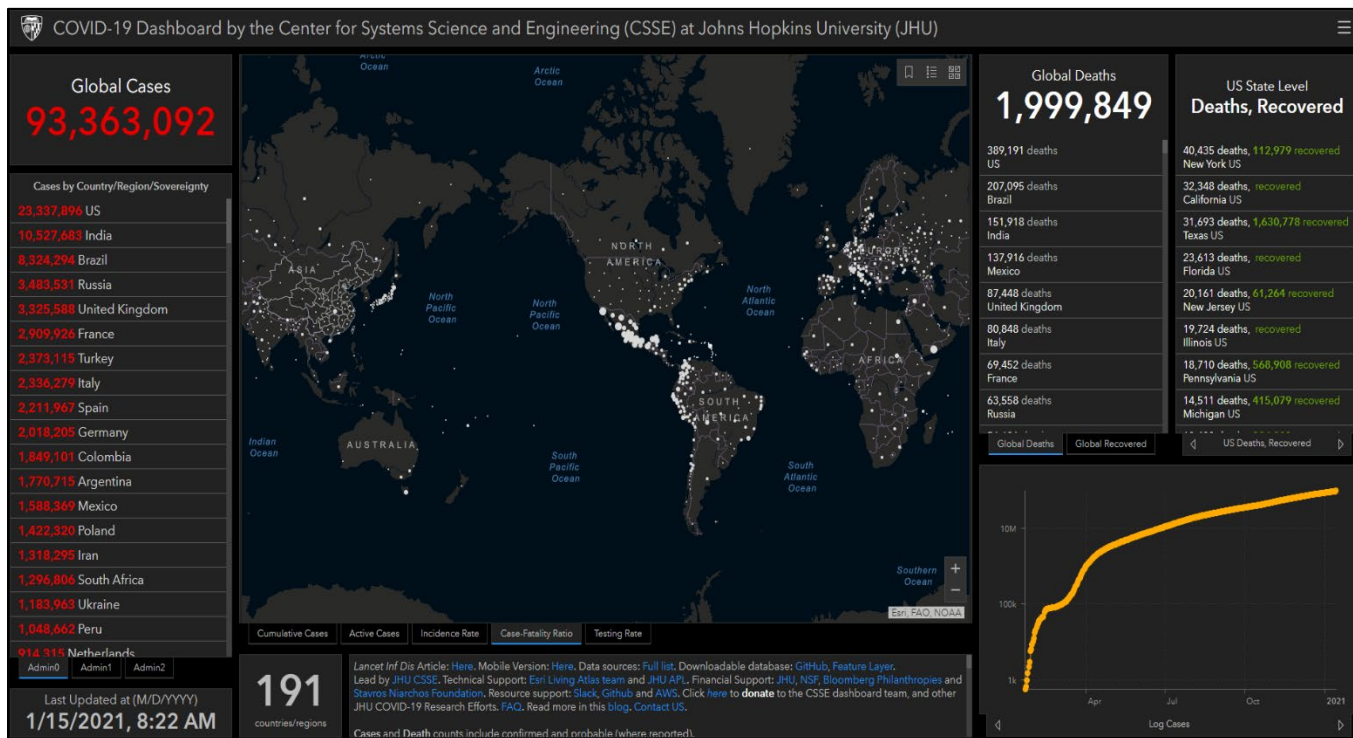 COVID-19 Dashboard by the Center for Systems Science and Engineering (CSSE) at Johns Hopkins University (JHU)
Global Cases
93,363,092
Cases by Country/Region/Sovereignty
23,337,896 US
10,527,683 India
8,324,294 Brazil
3,483,531 Russia
3,325,588 United Kingdom
2,909,926 France
2,373,115 Turkey
2,336,279 Italy
2,211,967 Spain
2,018,205 Germany
1,849,101 Colombia
1,770,715 Argentina
1,588,369 Mexico
1,422,320 Poland
1,318,295 Iran
1,296,806 South Africa
1,183,963 Ukraine
1,048,662 Peru
914,315 Netherlands
Admin0
Admin1
Admin2
Last Updated at (M/D/YYYY)
1/15/2021, 8:22 AM
Arctic
Ocean
Arctic
Ocean
NORTH
AMERICA
EUROPE
ASIA
North
Pacific
Ocean
North
Pacific
Ocean
North
Atlantic
Ocean
AFRICA
SOUTH
AMERICA
Indian
Ocean
AUSTRALIA
South
Pacific
Ocean
South
Atlantic
Ocean
Southern
Ocean
+
−
Esri, FAO, NOAA
Cumulative Cases
Active Cases
Incidence Rate
Case-Fatality Ratio
Testing Rate
191
countries/regions
Lancet Inf Dis Article: Here. Mobile Version: Here. Data sources: Full list. Downloadable database: GitHub, Feature Layer.
Lead by JHU CSSE. Technical Support: Esri Living Atlas team and JHU APL. Financial Support: JHU, NSF, Bloomberg Philanthropies and
Stavros Niarchos Foundation. Resource support: Slack, Github and AWS. Click here to donate to the CSSE dashboard team, and other
JHU COVID-19 Research Efforts. FAQ. Read more in this blog. Contact US.
Cases and Death counts include confirmed and probable (where reported).
Global Deaths
1,999,849
389,191 deaths
US
207,095 deaths
Brazil
151,918 deaths
India
137,916 deaths
Mexico
87,448 deaths
United Kingdom
80,848 deaths
Italy
69,452 deaths
France
63,558 deaths
Russia
Global Deaths
Global Recovered
US State Level
Deaths, Recovered
40,435 deaths, 112,979 recovered
New York US
32,348 deaths, recovered
California US
31,693 deaths, 1,630,778 recovered
Texas US
23,613 deaths, recovered
Florida US
20,161 deaths, 61,264 recovered
New Jersey US
19,724 deaths, recovered
Illinois US
18,710 deaths, 568,908 recovered
Pennsylvania US
14,511 deaths, 415,079 recovered
Michigan US
US Deaths, Recovered
10M
100k
1k
Apr
Jul
Oct
2021
Log Cases